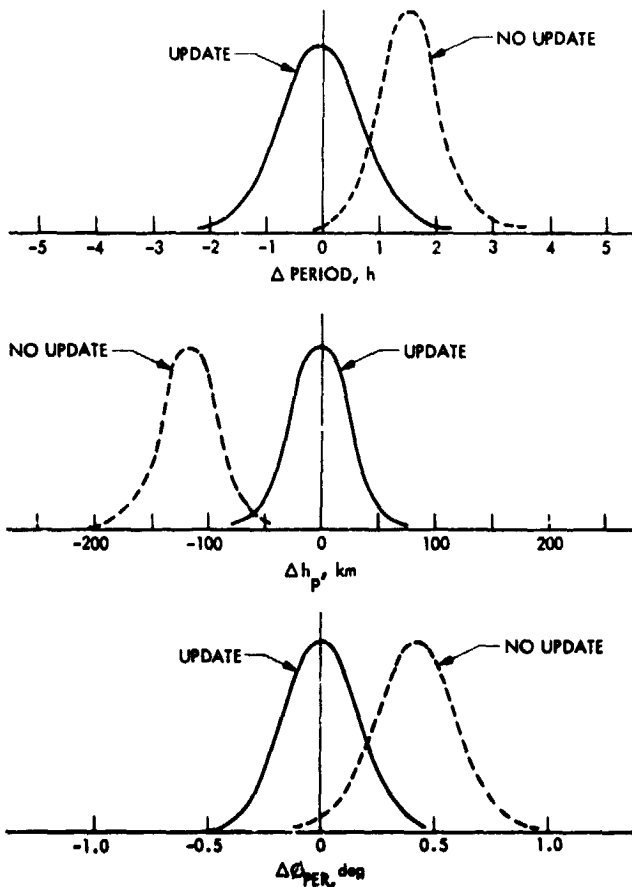 UPDATE
NO UPDATE
-5 -4 -3 -2 -1 0 1 2 3 4 5
Δ PERIOD, h
NO UPDATE
UPDATE
-200 -100 0 100 200
Δh_p, km
UPDATE
NO UPDATE
-1.0 -0.5 0 0.5 1.0
Δ∅_PER, deg